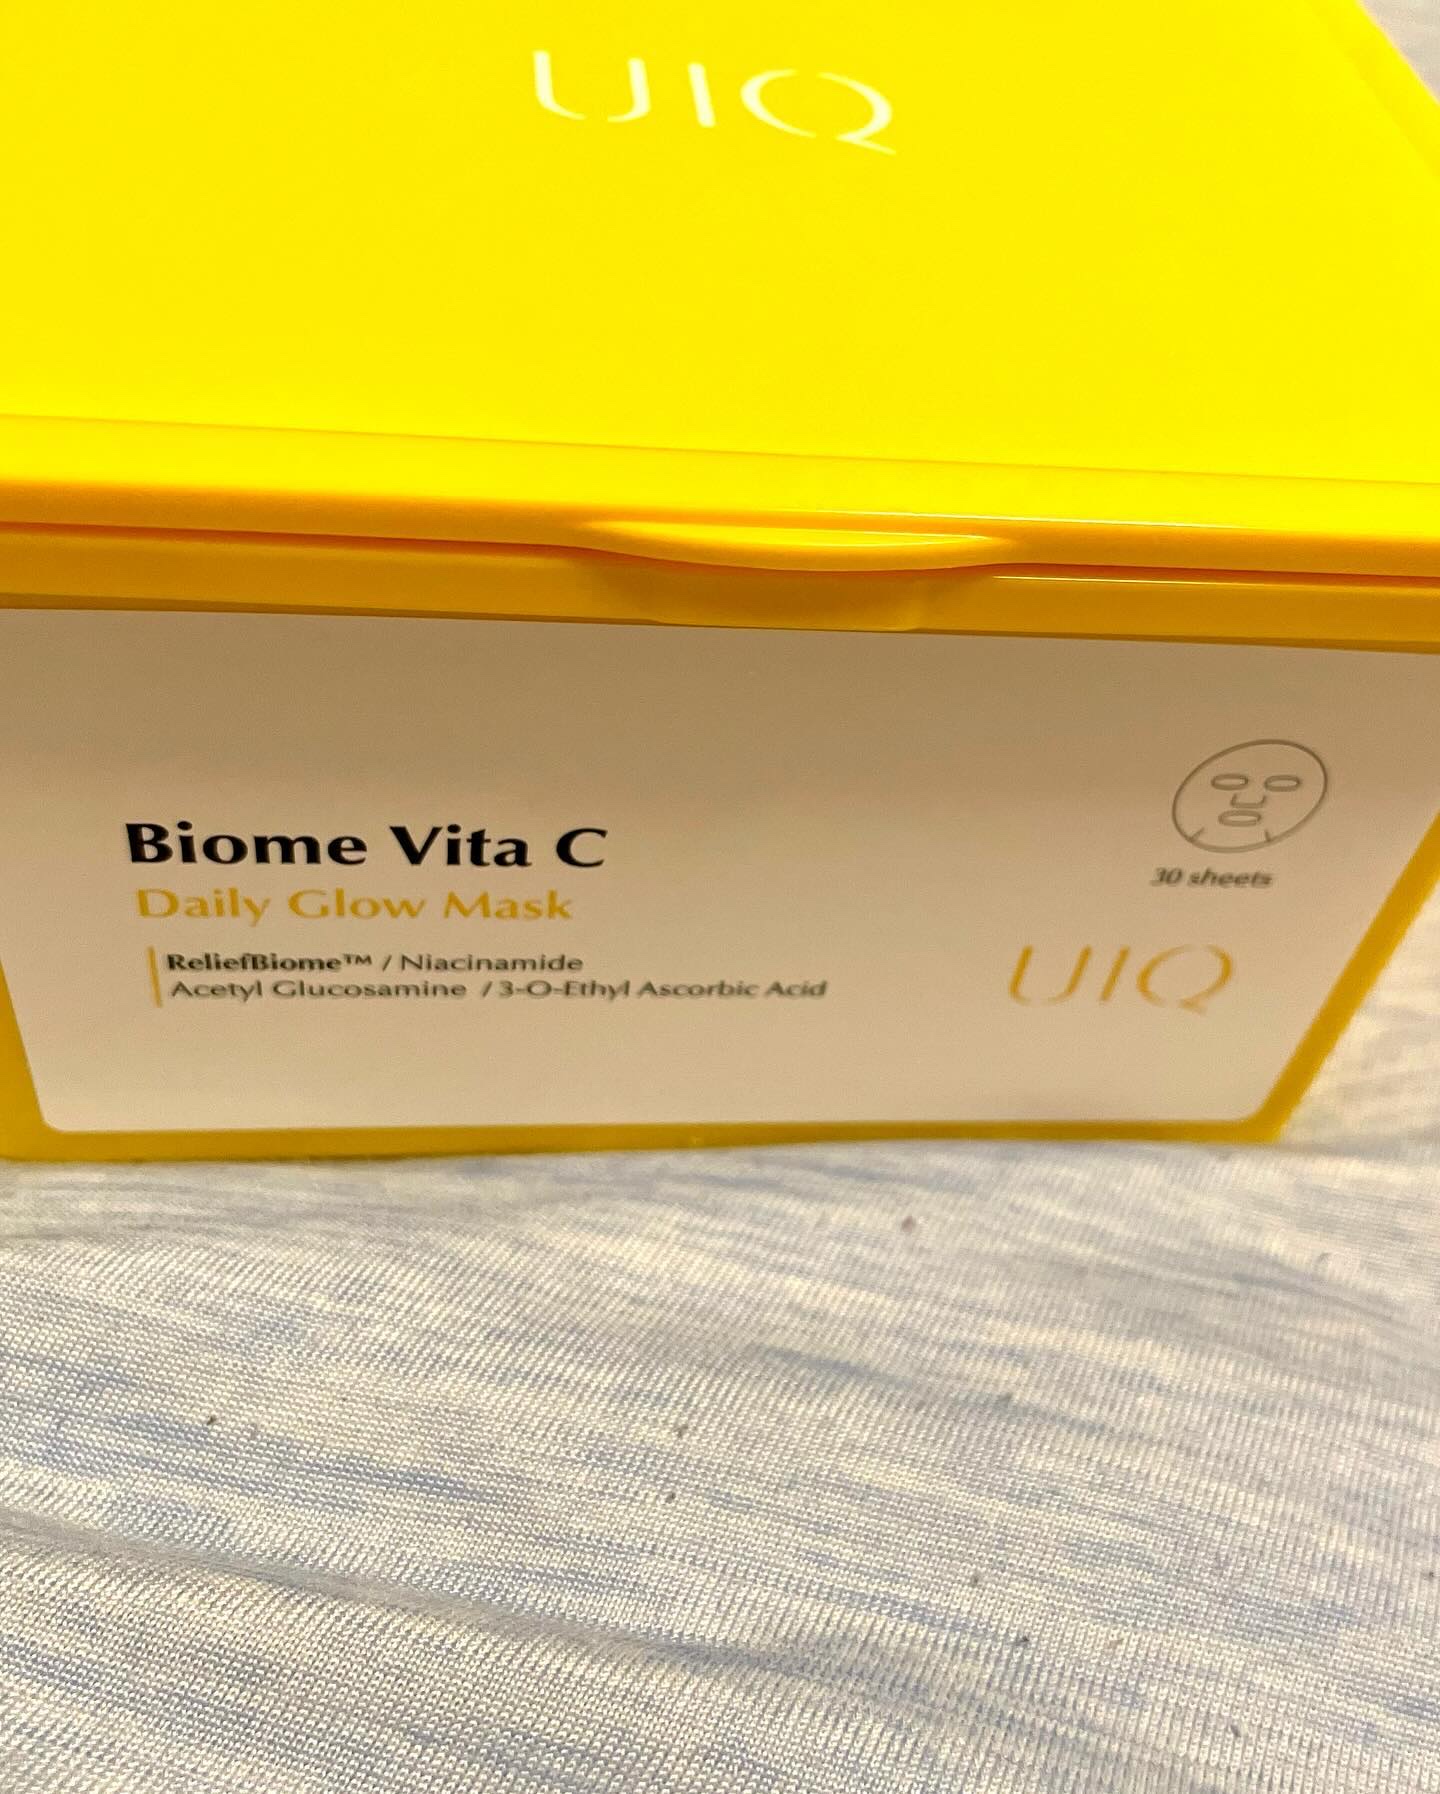 UIQ
Biome Vita C
Daily Glow Mask
ReliefBiome™ / Niacinamide
Acetyl Glucosamine / 3-O-Ethyl Ascorbic Acid
30 sheets
UIQ